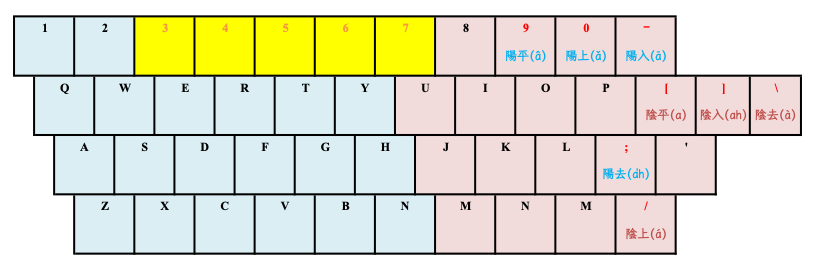 1 2 3 4 5 6 7 8 9 0 -
陽平(â) 陽上(ǎ) 陽入(ā)
Q W E R T Y U I O P [ ] \
陰平(a) 陰入(ah) 陰去(à)
A S D F G H J K L ; '
陽去(a̍h)
Z X C V B N M N M /
陰上(á)